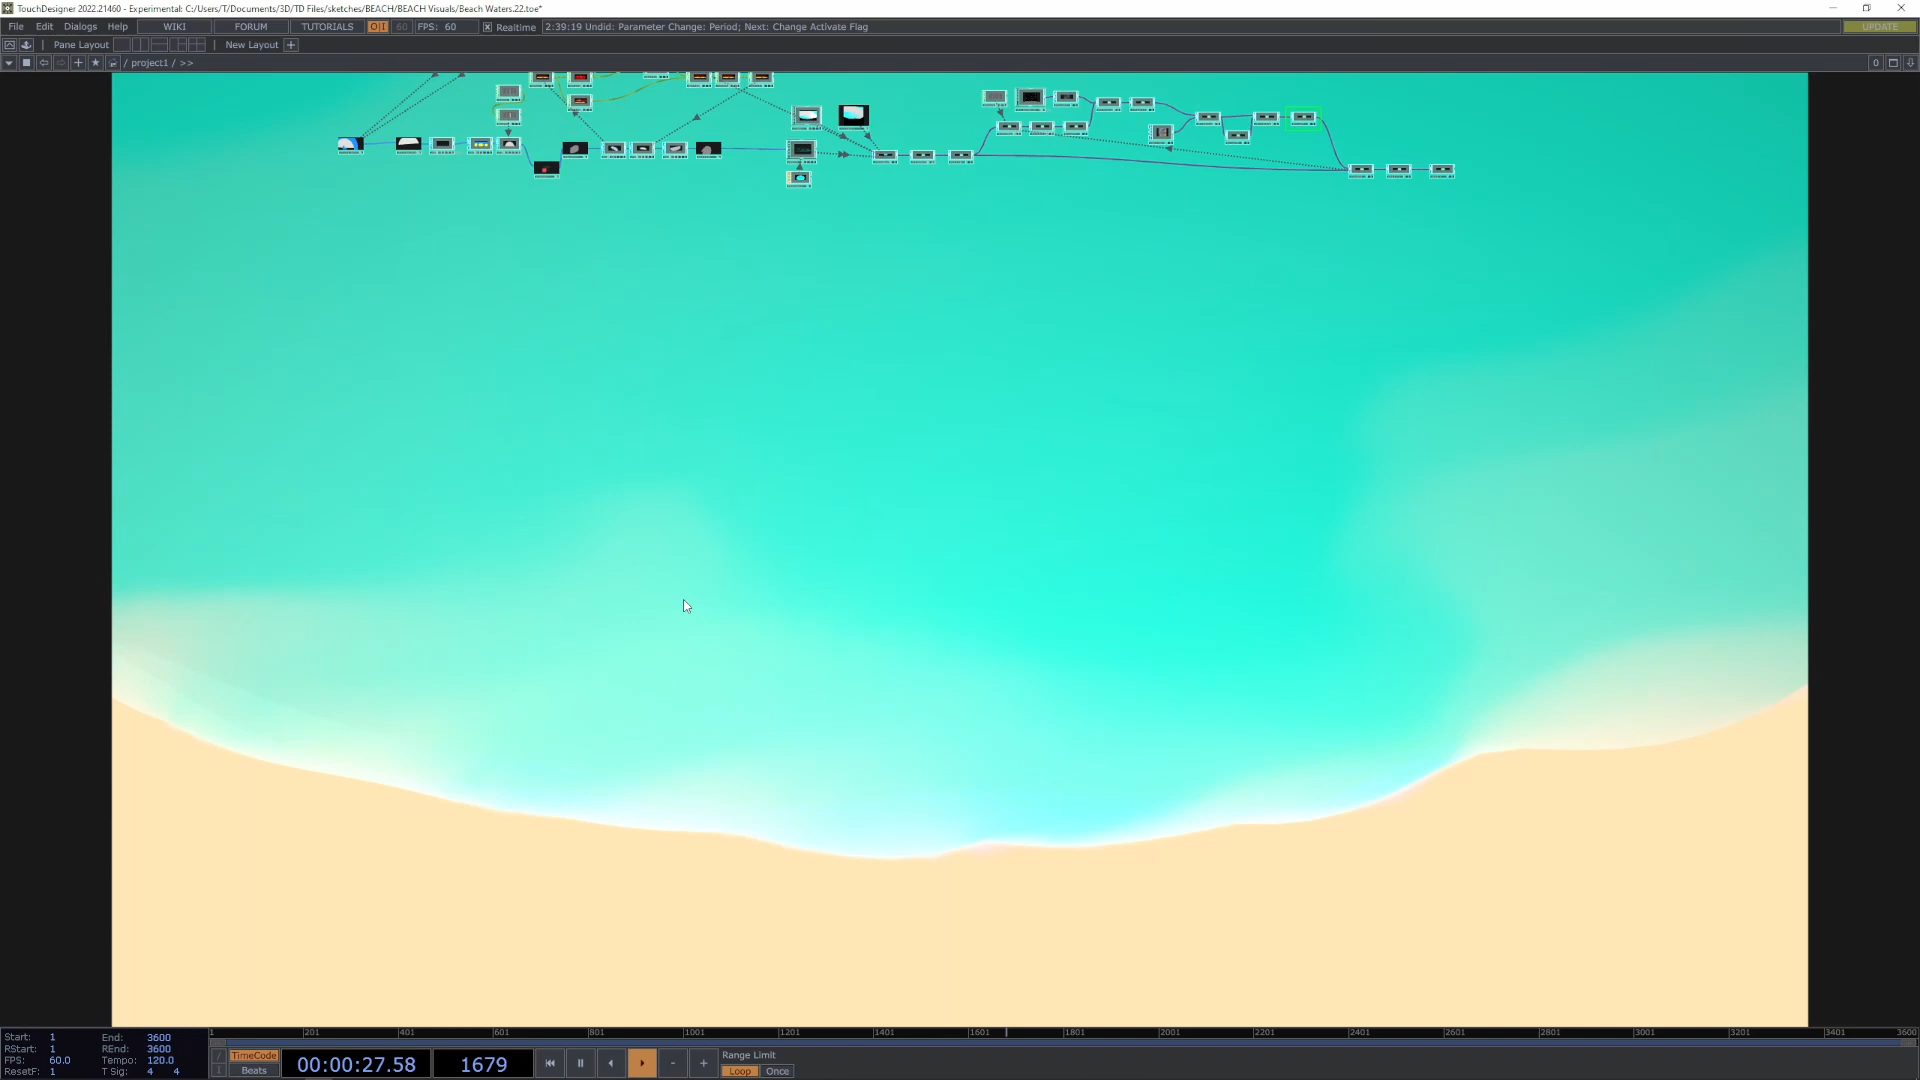 TouchDesigner 2022.21460 - Experimental: C:/Users/T/Documents/3D/TD Files/sketches/BEACH/BEACH Visuals/Beach Waters.22.toe*
File Edit Dialogs Help WIKI FORUM TUTORIALS O|I 60 FPS: 60 Realtime 2:39:19 Undid: Parameter Change: Period; Next: Change Activate Flag UPDATE
Pane Layout New Layout +
/ project1 / >> 0
1 201 401 601 801 1001 1201 1401 1601 1801 2001 2201 2401 2601 2801 3001 3201 3401 3600
Start: 1 End: 3600
RStart: 1 REnd: 3600
FPS: 60.0 Tempo: 120.0
ResetF: 1 T Sig: 4 4
TimeCode
Beats
00:00:27.58
1679
- +
Range Limit
Loop Once